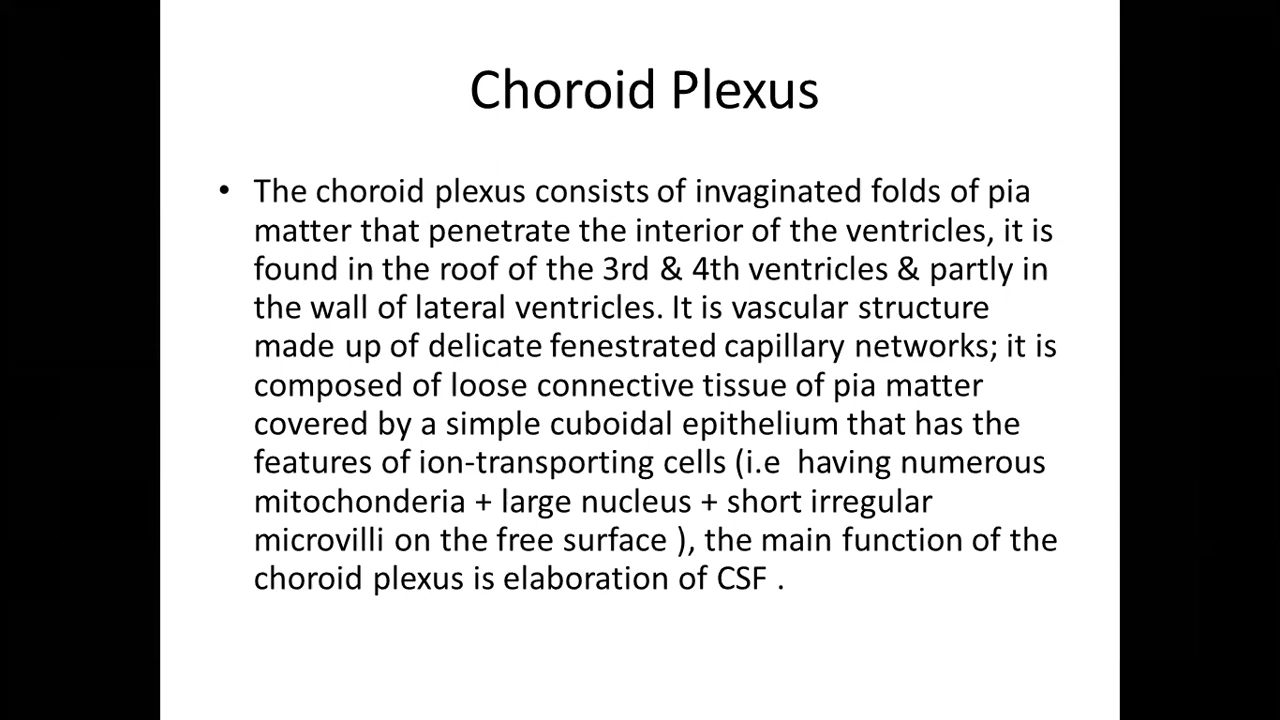 Choroid Plexus
• The choroid plexus consists of invaginated folds of pia
matter that penetrate the interior of the ventricles, it is
found in the roof of the 3rd & 4th ventricles & partly in
the wall of lateral ventricles. It is vascular structure
made up of delicate fenestrated capillary networks; it is
composed of loose connective tissue of pia matter
covered by a simple cuboidal epithelium that has the
features of ion-transporting cells (i.e  having numerous
mitochonderia + large nucleus + short irregular
microvilli on the free surface ), the main function of the
choroid plexus is elaboration of CSF .